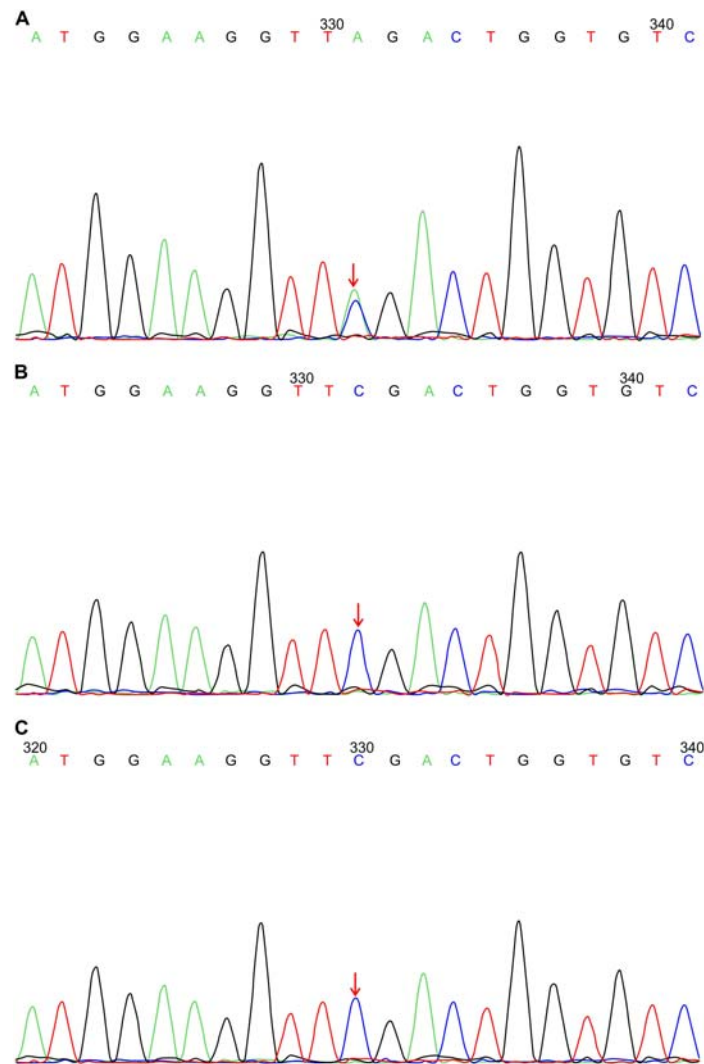 A
330 340
A T G G A A G G T T A G A C T G G T G T C
B
330 340
A T G G A A G G T T C G A C T G G T G T C
C
320 330 340
A T G G A A G G T T C G A C T G G T G T C